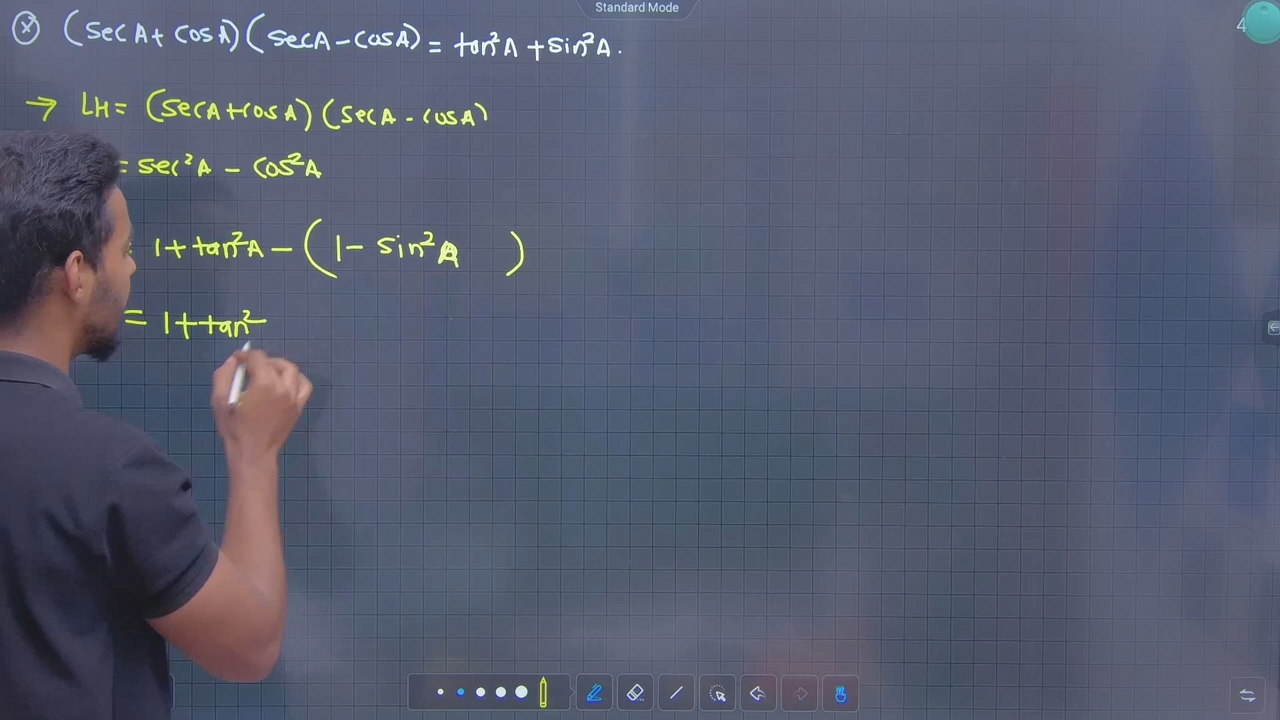 Standard Mode
4
ⓧ (secA + cosA)(secA - cosA) = tan²A + sin²A.
→ LH= (secA+cosA)(secA - cosA)
= sec²A - cos²A
1+tan²A - (1- sin²A )
= 1+tan²